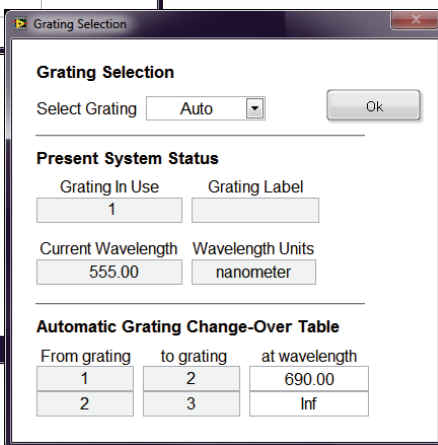 Grating Selection
Grating Selection
Select Grating Auto Ok
Present System Status
Grating In Use Grating Label
1
Current Wavelength Wavelength Units
555.00 nanometer
Automatic Grating Change-Over Table
From grating to grating at wavelength
1 2 690.00
2 3 Inf